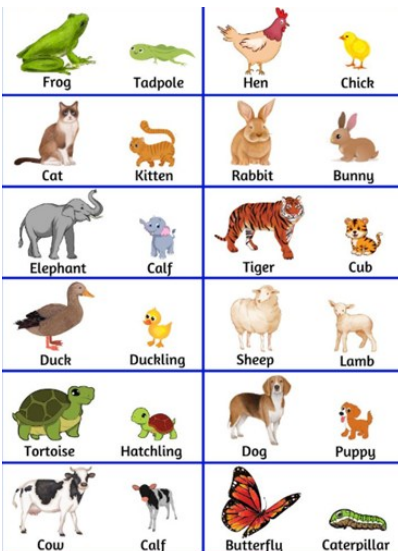 Frog Tadpole Hen Chick
Cat Kitten Rabbit Bunny
Elephant Calf Tiger Cub
Duck Duckling Sheep Lamb
Tortoise Hatchling Dog Puppy
Cow Calf Butterfly Caterpillar